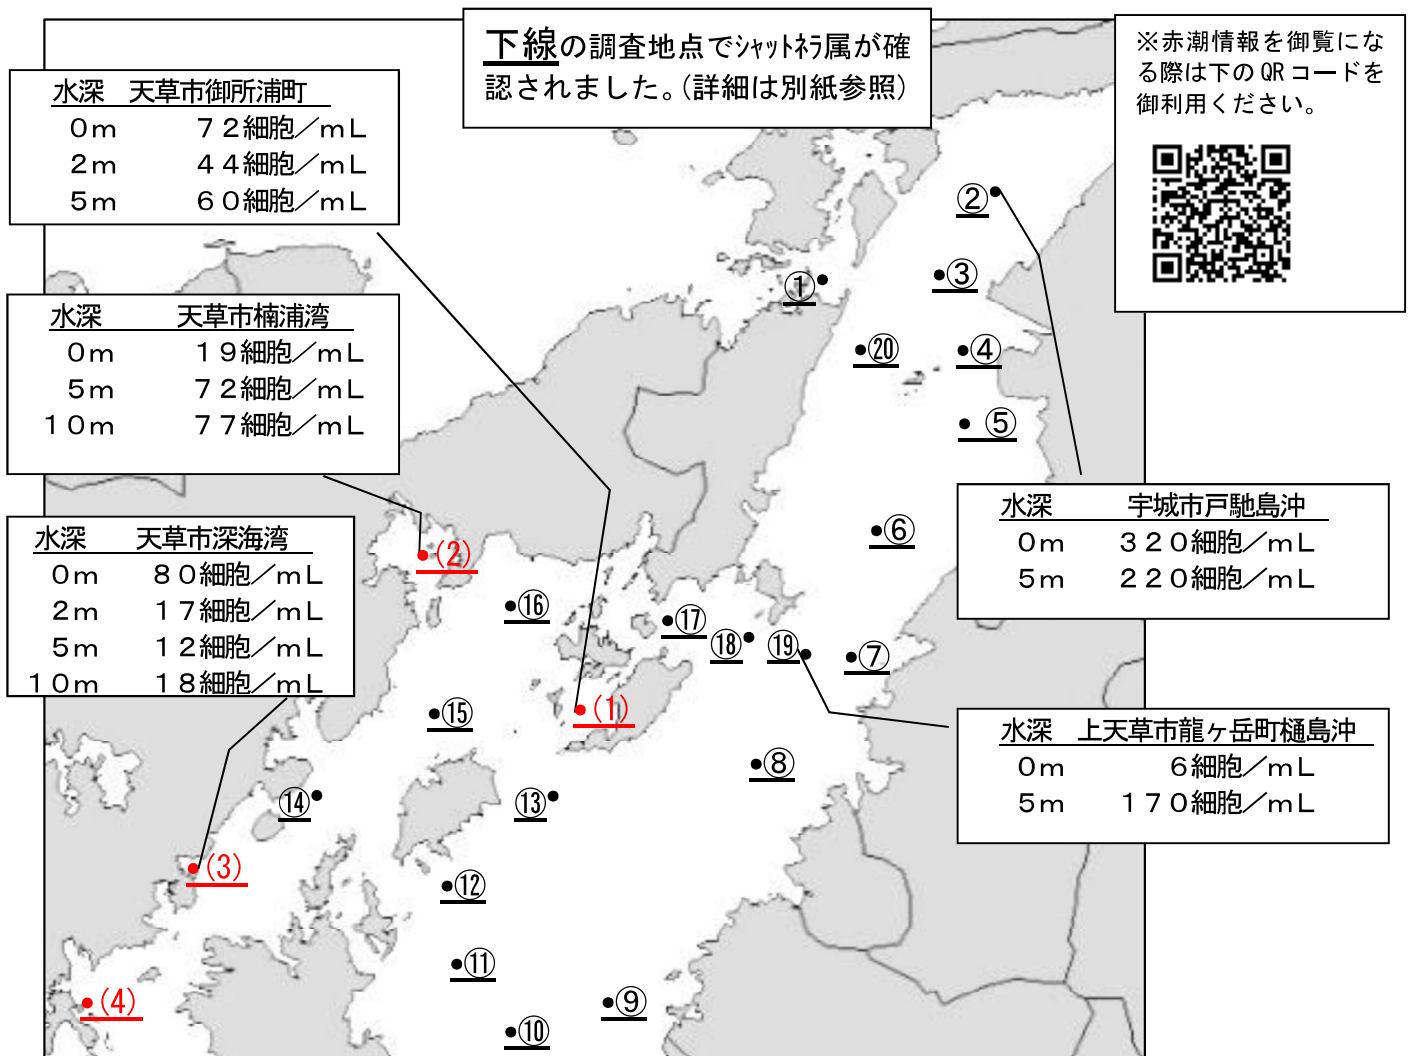 下線の調査地点でｼｬｯﾄﾈﾗ属が確
認されました。（詳細は別紙参照）
※赤潮情報を御覧にな
る際は下のQRコードを
御利用ください。
水深　天草市御所浦町
０ｍ　７２細胞／ｍＬ
２ｍ　４４細胞／ｍＬ
５ｍ　６０細胞／ｍＬ
水深　天草市楠浦湾
０ｍ　１９細胞／ｍＬ
５ｍ　７２細胞／ｍＬ
１０ｍ　７７細胞／ｍＬ
水深　天草市深海湾
０ｍ　８０細胞／ｍＬ
２ｍ　１７細胞／ｍＬ
５ｍ　１２細胞／ｍＬ
１０ｍ　１８細胞／ｍＬ
水深　宇城市戸馳島沖
０ｍ　３２０細胞／ｍＬ
５ｍ　２２０細胞／ｍＬ
水深　上天草市龍ヶ岳町樋島沖
０ｍ　６細胞／ｍＬ
５ｍ　１７０細胞／ｍＬ
②
①
③
⑳
④
⑤
⑥
(2)
⑯
⑰
⑱
⑲
⑦
(1)
⑮
⑧
⑭
⑬
(3)
⑫
⑪
(4)
⑨
⑩